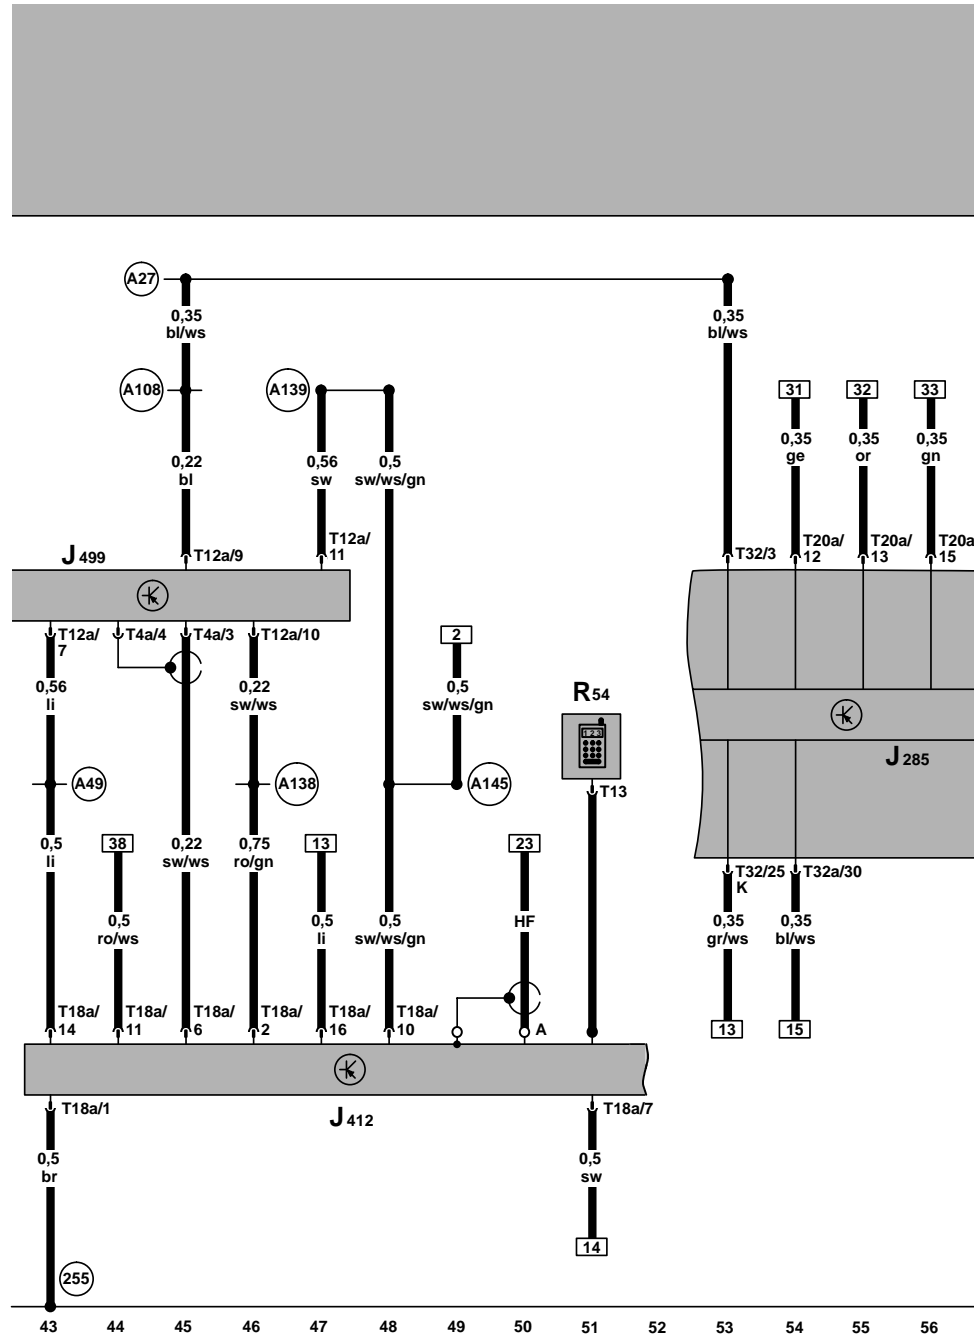 A27
0,35
bl/ws
0,35
bl/ws
A108
A139
31
32
33
0,22
bl
0,56
sw
0,5
sw/ws/gn
0,35
ge
0,35
or
0,35
gn
J 499
T12a/9
T12a/
11
T32/3
T20a/
12
T20a/
13
T20a
15
T12a/
7
T4a/4
T4a/3
T12a/10
2
0,56
li
0,22
sw/ws
0,5
sw/ws/gn
R 54
1 2 3
J 285
A49
A138
A145
T13
0,5
li
38
0,22
sw/ws
0,75
ro/gn
13
23
T32/25
K
T32a/30
0,5
ro/ws
0,5
li
0,5
sw/ws/gn
HF
0,35
gr/ws
0,35
bl/ws
T18a/
14
T18a/
11
T18a/
6
T18a/
2
T18a/
16
T18a/
10
A
13
15
T18a/1
J 412
T18a/7
0,5
br
0,5
sw
14
255
43 44 45 46 47 48 49 50 51 52 53 54 55 56